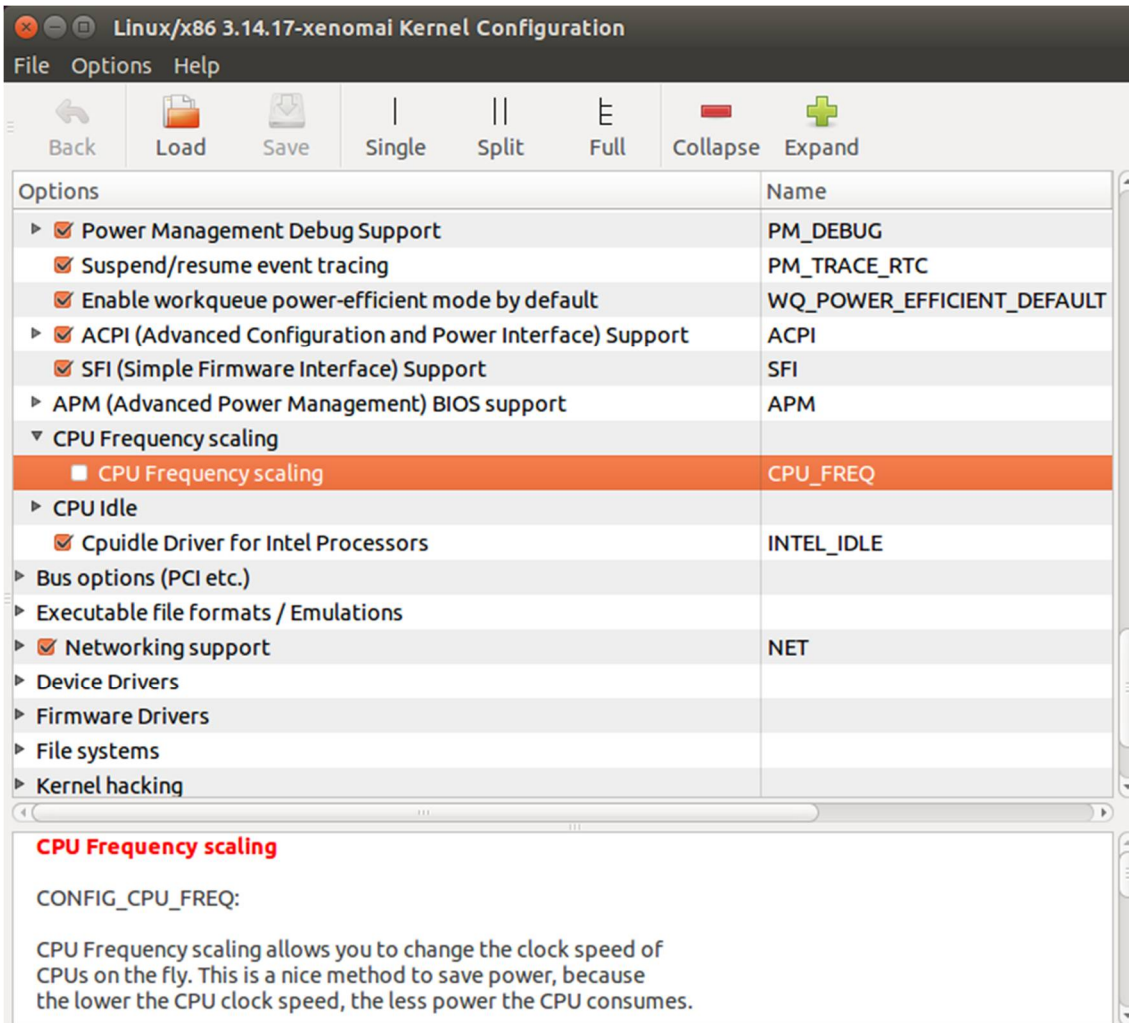 Linux/x86 3.14.17-xenomai Kernel Configuration
File Options Help
Back Load Save Single Split Full Collapse Expand
Options Name
Power Management Debug Support PM_DEBUG
Suspend/resume event tracing PM_TRACE_RTC
Enable workqueue power-efficient mode by default WQ_POWER_EFFICIENT_DEFAULT
ACPI (Advanced Configuration and Power Interface) Support ACPI
SFI (Simple Firmware Interface) Support SFI
APM (Advanced Power Management) BIOS support APM
CPU Frequency scaling
CPU Frequency scaling CPU_FREQ
CPU Idle
Cpuidle Driver for Intel Processors INTEL_IDLE
Bus options (PCI etc.)
Executable file formats / Emulations
Networking support NET
Device Drivers
Firmware Drivers
File systems
Kernel hacking
CPU Frequency scaling
CONFIG_CPU_FREQ:
CPU Frequency scaling allows you to change the clock speed of
CPUs on the fly. This is a nice method to save power, because
the lower the CPU clock speed, the less power the CPU consumes.